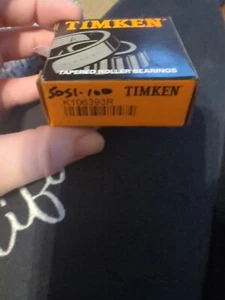 TIMKEN
TAPERED ROLLER BEARINGS
5051.100 TIMKEN
K106393R